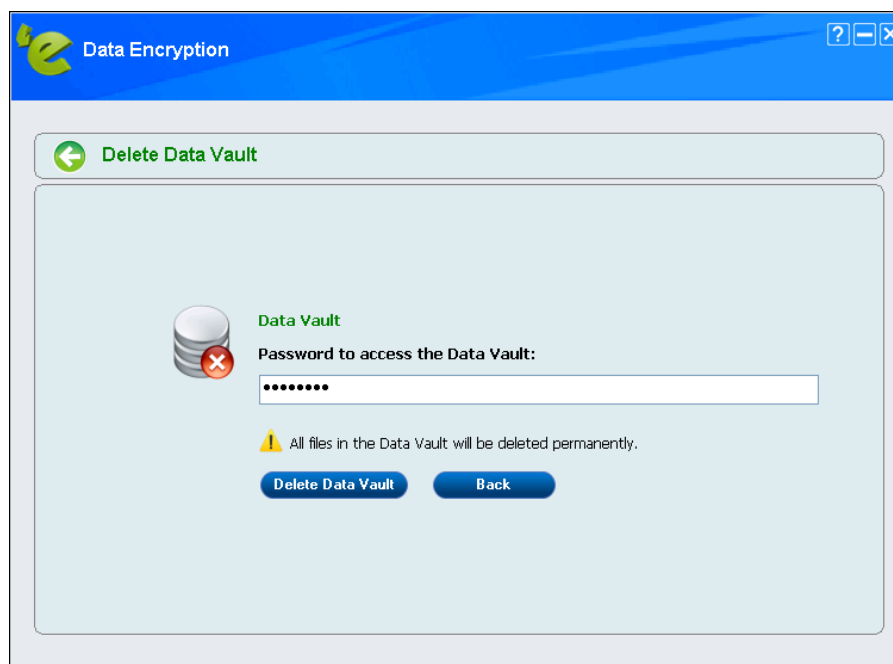 Data Encryption
Delete Data Vault
Data Vault
Password to access the Data Vault:
••••••••
All files in the Data Vault will be deleted permanently.
Delete Data Vault Back